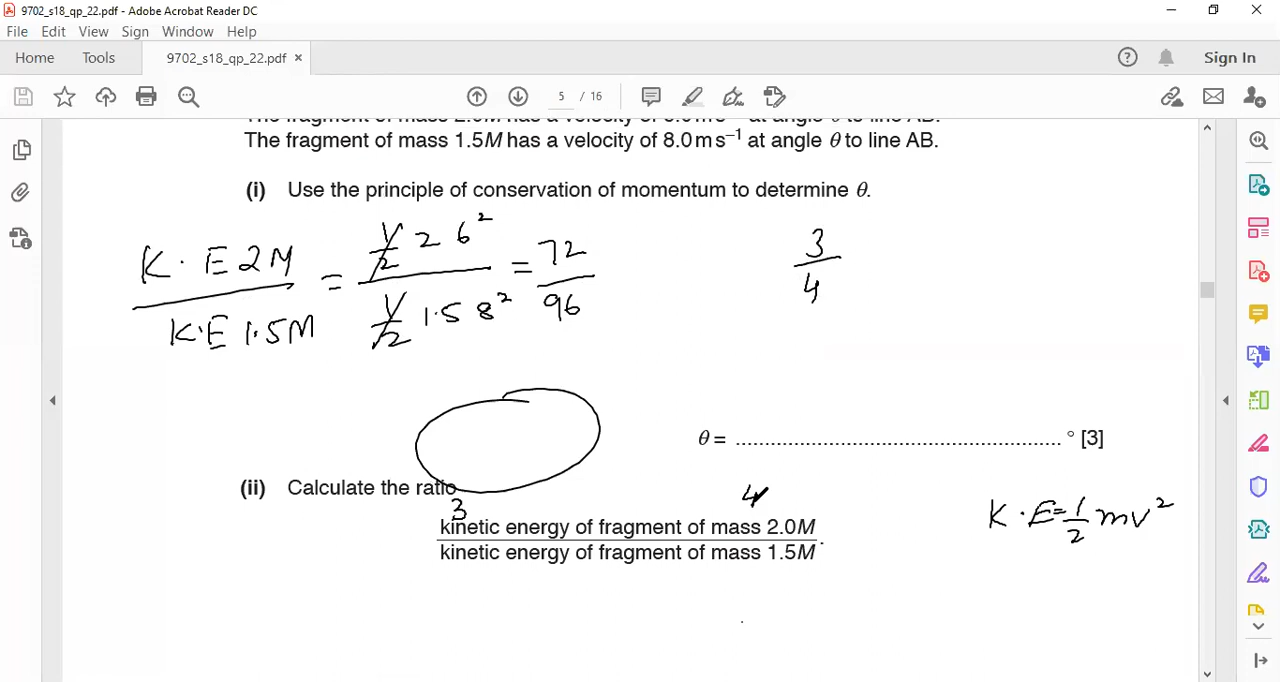 9702_s18_qp_22.pdf - Adobe Acrobat Reader DC
File Edit View Sign Window Help
Home Tools 9702_s18_qp_22.pdf × Sign In
5 / 16
The fragment of mass 1.5M has a velocity of 8.0 m s⁻¹ at angle θ to line AB.
(i) Use the principle of conservation of momentum to determine θ.
K·E 2M / K·E 1.5M = 1/2 2 6² / 1/2 1.5 8² = 72/96
3/4
θ = ............................................................ ° [3]
(ii) Calculate the ratio
3 4
kinetic energy of fragment of mass 2.0M
kinetic energy of fragment of mass 1.5M .
K·E = 1/2 mv²